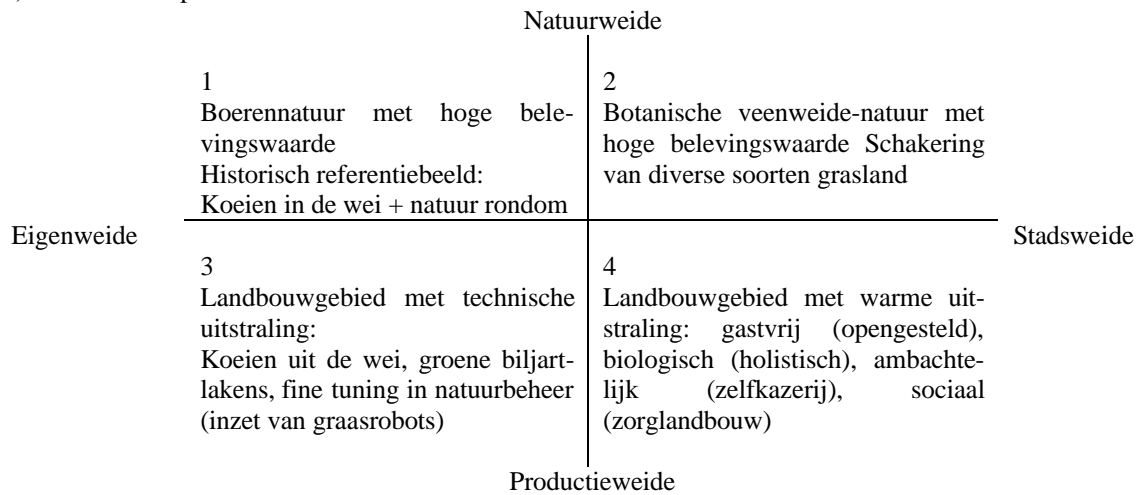 Natuurweide
1
Boerennatuur met hoge bele-
vingswaarde
Historisch referentiebeeld:
Koeien in de wei + natuur rondom
2
Botanische veenweide-natuur met
hoge belevingswaarde Schakering
van diverse soorten grasland
Eigenweide
Stadsweide
3
Landbouwgebied met technische
uitstraling:
Koeien uit de wei, groene biljart-
lakens, fine tuning in natuurbeheer
(inzet van graasrobots)
4
Landbouwgebied met warme uit-
straling: gastvrij (opengesteld),
biologisch (holistisch), ambachte-
lijk (zelfkazerij), sociaal
(zorglandbouw)
Productieweide